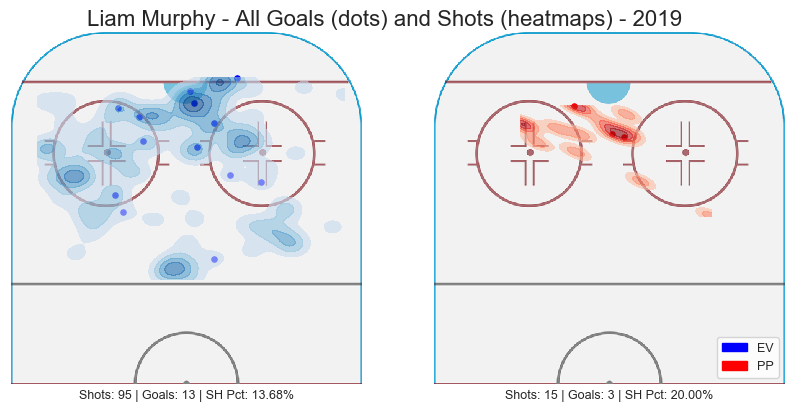 Liam Murphy - All Goals (dots) and Shots (heatmaps) - 2019
EV
PP
Shots: 95 | Goals: 13 | SH Pct: 13.68%
Shots: 15 | Goals: 3 | SH Pct: 20.00%